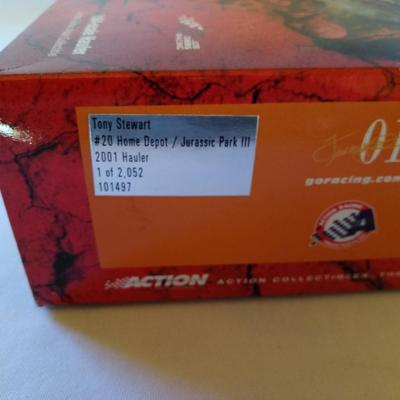 Tony Stewart
#20 Home Depot / Jurassic Park III
2001 Hauler
1 of 2,052
101497
01
goracing.com
ACTION
ACTION COLLECTIBLES,